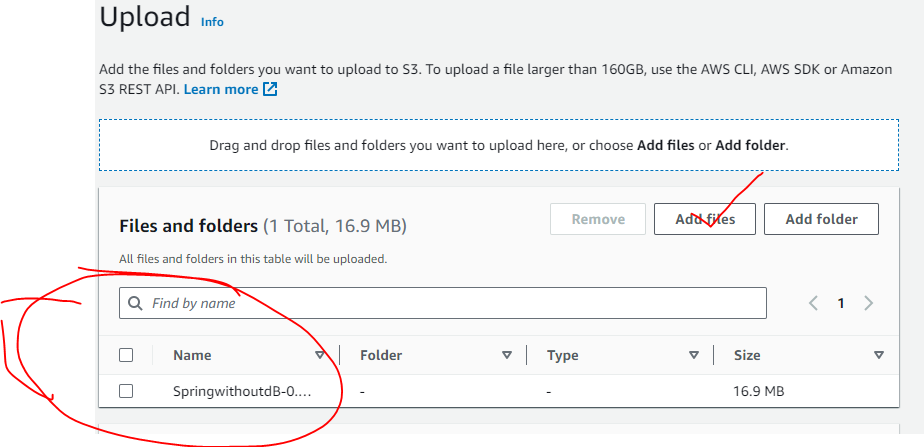 Upload Info
Add the files and folders you want to upload to S3. To upload a file larger than 160GB, use the AWS CLI, AWS SDK or Amazon
S3 REST API. Learn more
Drag and drop files and folders you want to upload here, or choose Add files or Add folder.
Files and folders (1 Total, 16.9 MB)
Remove Add files Add folder
All files and folders in this table will be uploaded.
Find by name
1
Name Folder Type Size
SpringwithoutdB-0.... - - 16.9 MB